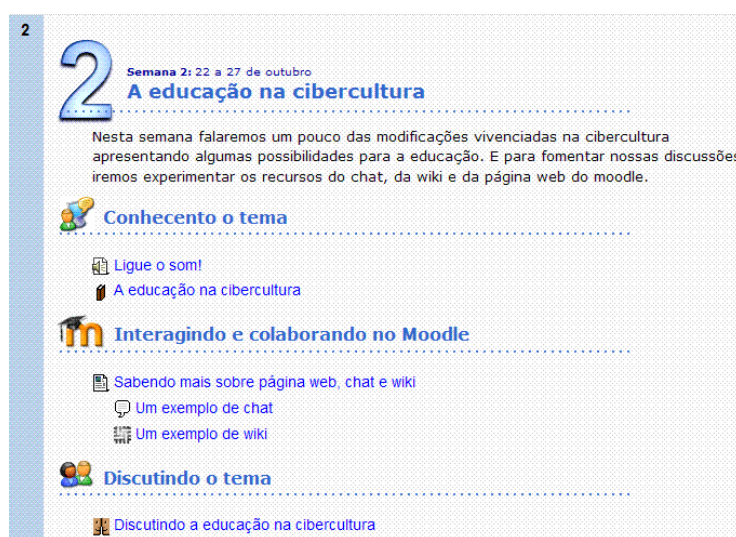 2
2
Semana 2: 22 a 27 de outubro
A educação na cibercultura
Nesta semana falaremos um pouco das modificações vivenciadas na cibercultura
apresentando algumas possibilidades para a educação. E para fomentar nossas discussões
iremos experimentar os recursos do chat, da wiki e da página web do moodle.
Conhecento o tema
Ligue o som!
A educação na cibercultura
m Interagindo e colaborando no Moodle
Sabendo mais sobre página web, chat e wiki
Um exemplo de chat
Um exemplo de wiki
Discutindo o tema
Discutindo a educação na cibercultura